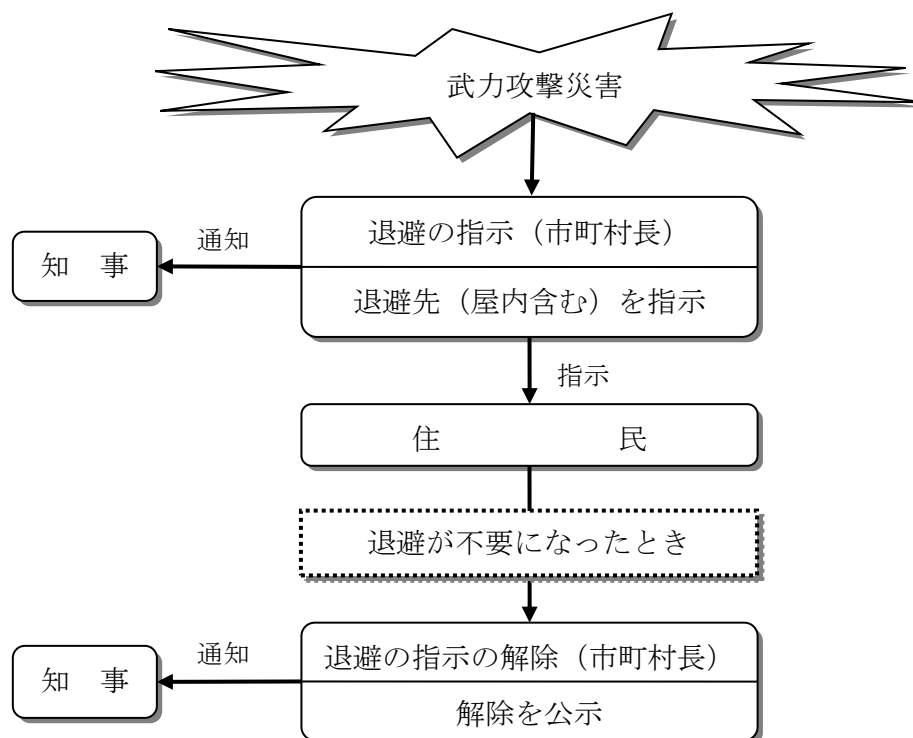 武力攻撃災害
退避の指示（市町村長）
通知
知　事
退避先（屋内含む）を指示
指示
住　　　　　民
退避が不要になったとき
退避の指示の解除（市町村長）
通知
知　事
解除を公示